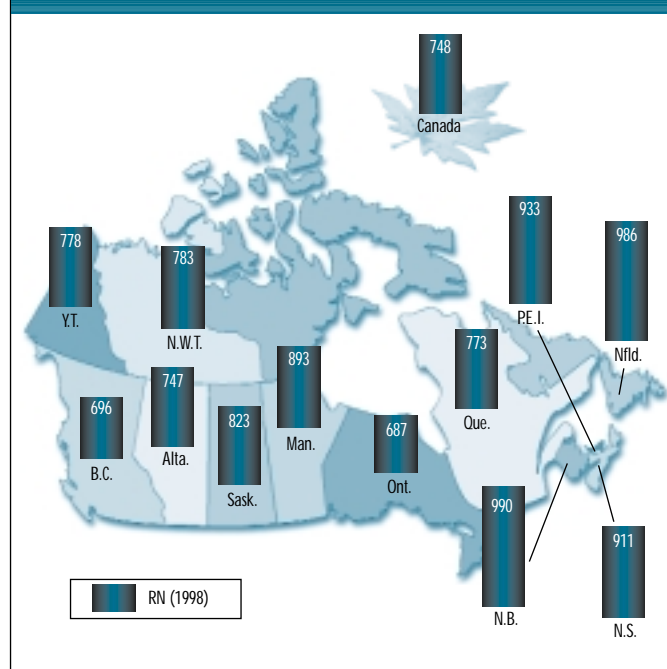 748
Canada
933
P.E.I.
986
Nfld.
778
Y.T.
783
N.W.T.
773
Que.
893
Man.
747
Alta.
696
B.C.
823
Sask.
687
Ont.
990
N.B.
911
N.S.
RN (1998)